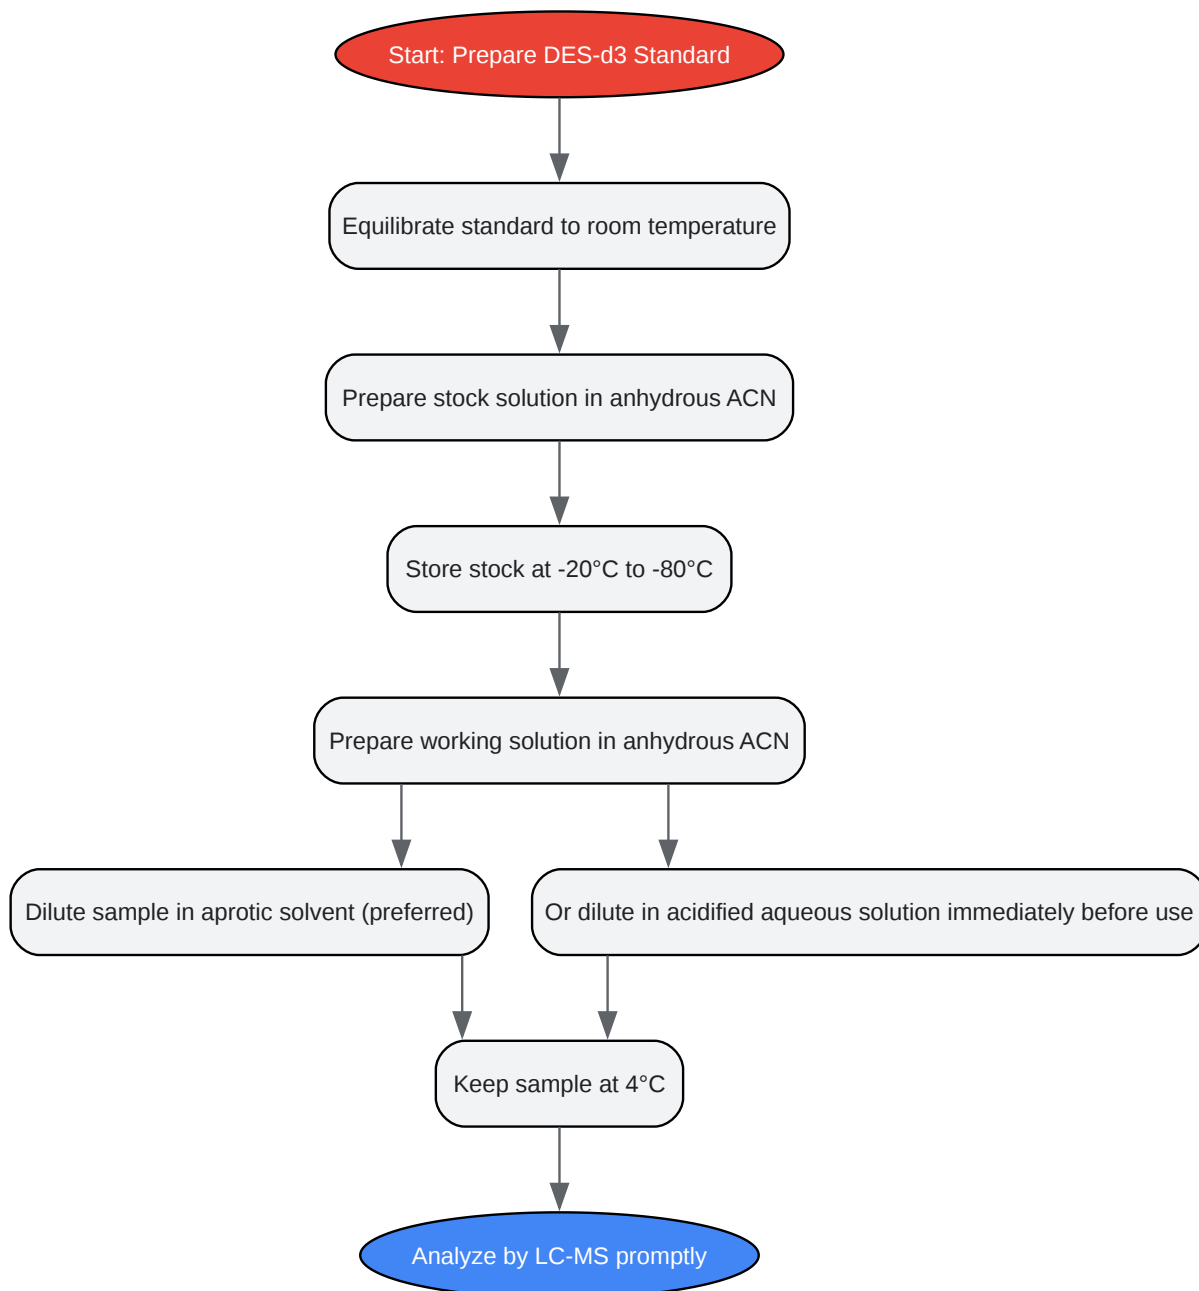 Start: Prepare DES-d3 Standard
Equilibrate standard to room temperature
Prepare stock solution in anhydrous ACN
Store stock at -20°C to -80°C
Prepare working solution in anhydrous ACN
Dilute sample in aprotic solvent (preferred)
Or dilute in acidified aqueous solution immediately before use
Keep sample at 4°C
Analyze by LC-MS promptly